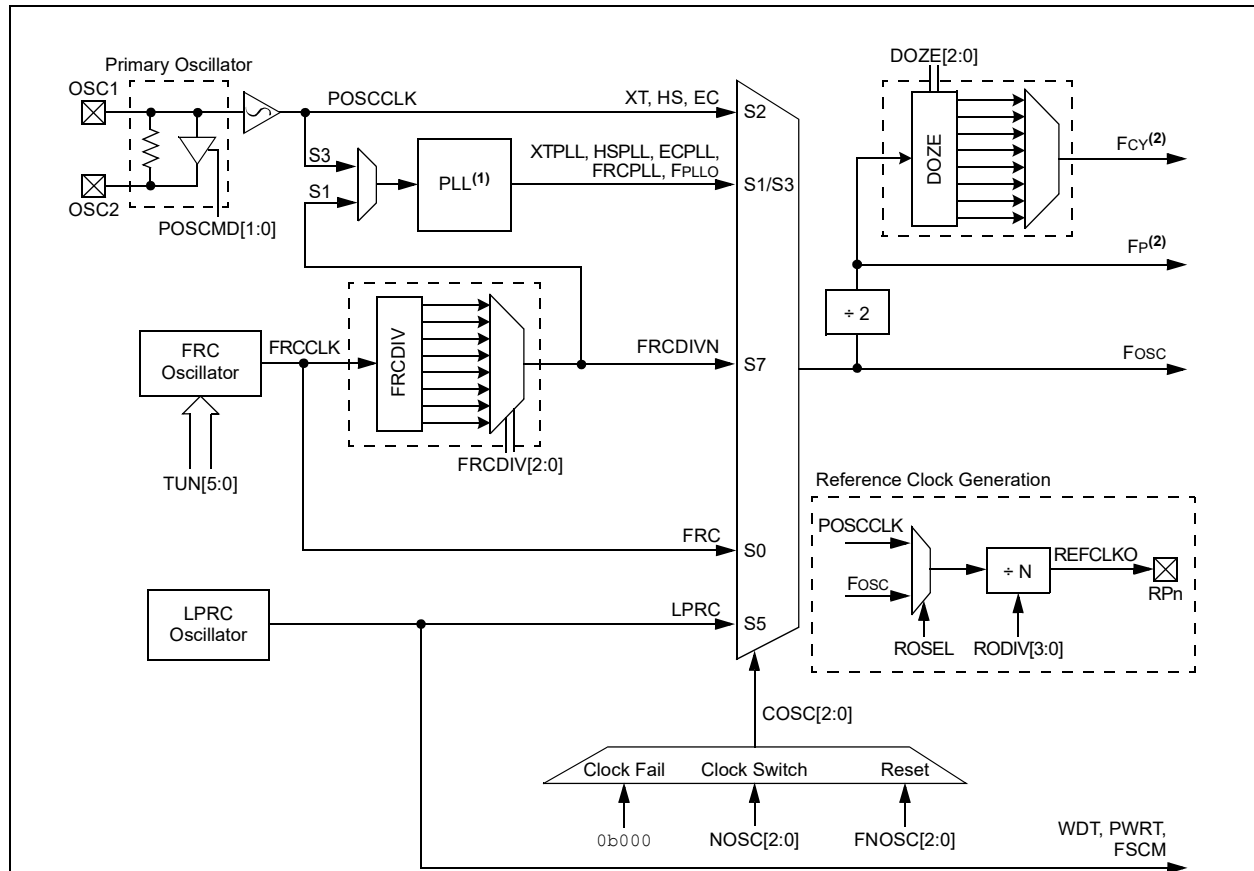 Primary Oscillator
OSC1
OSC2
POSCMD[1:0]
POSCCLK
XT, HS, EC
S2
S3
S1
PLL(1)
XTPLL, HSPLL, ECPLL,
FRCPLL, FPLLO
S1/S3
DOZE[2:0]
DOZE
FCY(2)
FP(2)
÷ 2
FRC
Oscillator
FRCCLK
FRCDIV
FRCDIVN
S7
FOSC
TUN[5:0]
FRCDIV[2:0]
Reference Clock Generation
POSCCLK
FOSC
÷ N
REFCLKO
RPn
ROSEL
RODIV[3:0]
FRC
S0
LPRC
Oscillator
LPRC
S5
COSC[2:0]
Clock Fail
Clock Switch
Reset
0b000
NOSC[2:0]
FNOSC[2:0]
WDT, PWRT,
FSCM